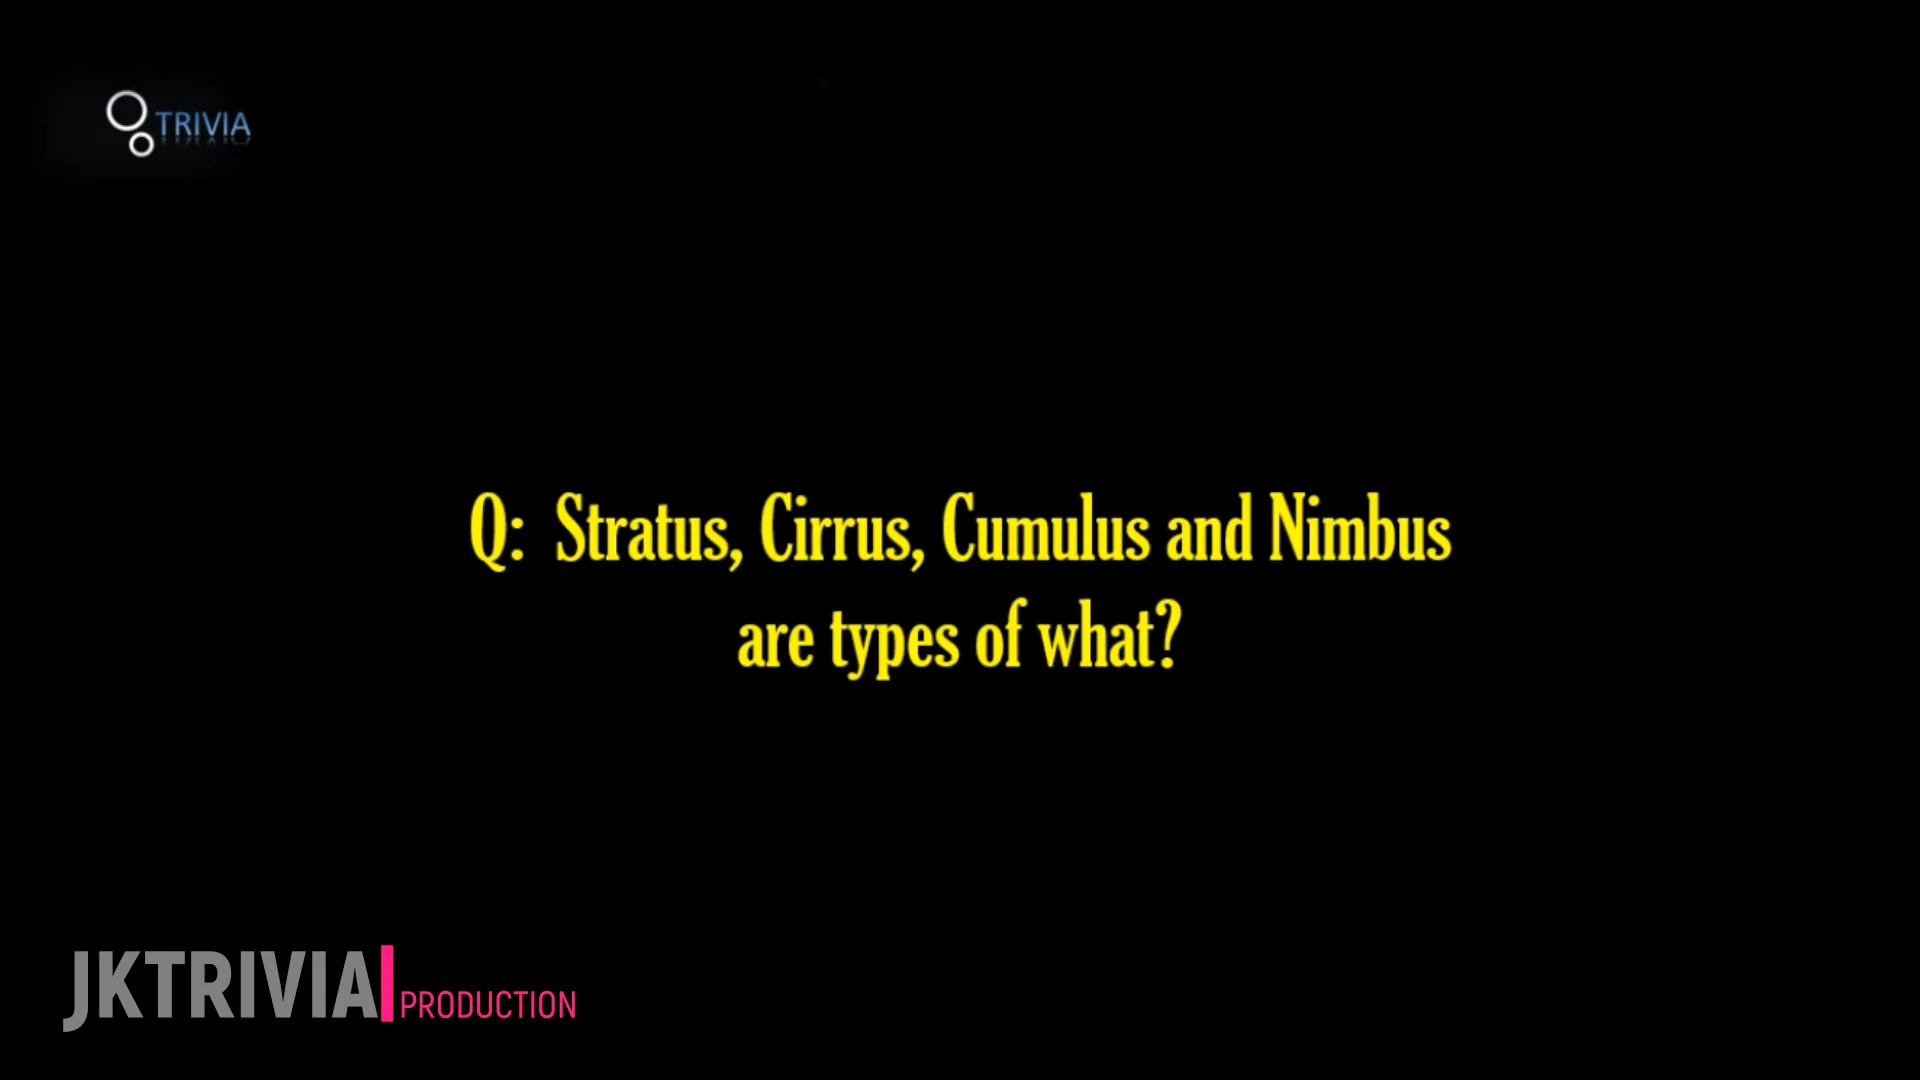 TRIVIA
Q: Stratus, Cirrus, Cumulus and Nimbus
are types of what?
JKTRIVIA
PRODUCTION